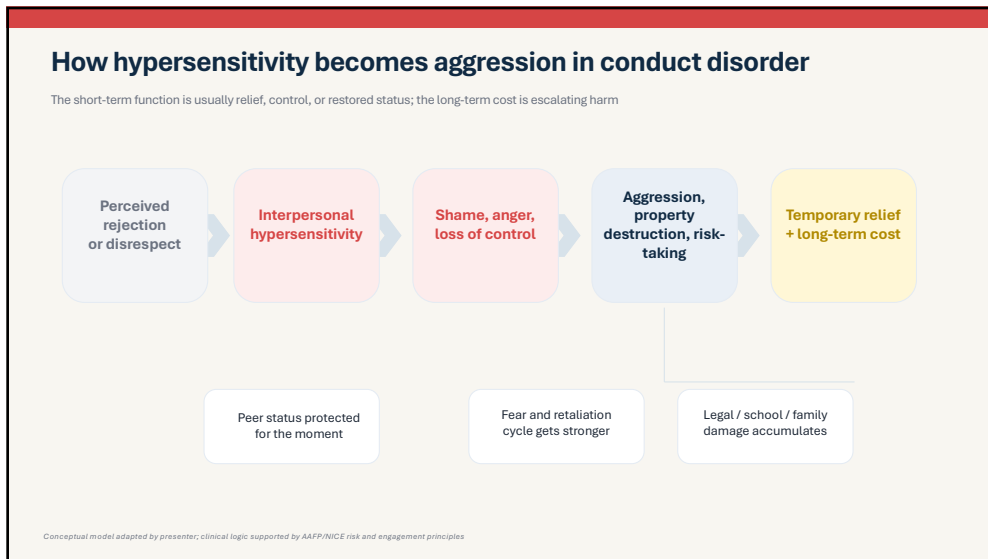 How hypersensitivity becomes aggression in conduct disorder
The short-term function is usually relief, control, or restored status; the long-term cost is escalating harm
Perceived
rejection
or disrespect
Interpersonal
hypersensitivity
Shame, anger,
loss of control
Aggression,
property
destruction, risk-
taking
Temporary relief
+ long-term cost
Peer status protected
for the moment
Fear and retaliation
cycle gets stronger
Legal / school / family
damage accumulates
Conceptual model adapted by presenter; clinical logic supported by AAFP/NICE risk and engagement principles